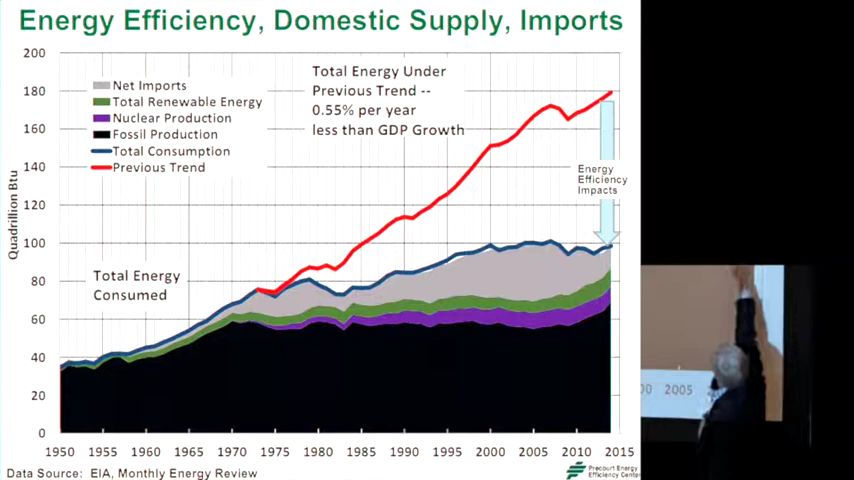 Energy Efficiency, Domestic Supply, Imports
200
180
160
140
120
100
80
60
40
20
0
Quadrillion Btu
Net Imports
Total Renewable Energy
Nuclear Production
Fossil Production
Total Consumption
Previous Trend
Total Energy Under
Previous Trend --
0.55% per year
less than GDP Growth
Energy
Efficiency
Impacts
Total Energy
Consumed
1950 1955 1960 1965 1970 1975 1980 1985 1990 1995 2000 2005 2010 2015
Data Source: EIA, Monthly Energy Review
Precourt Energy
Efficiency Center
00 2005